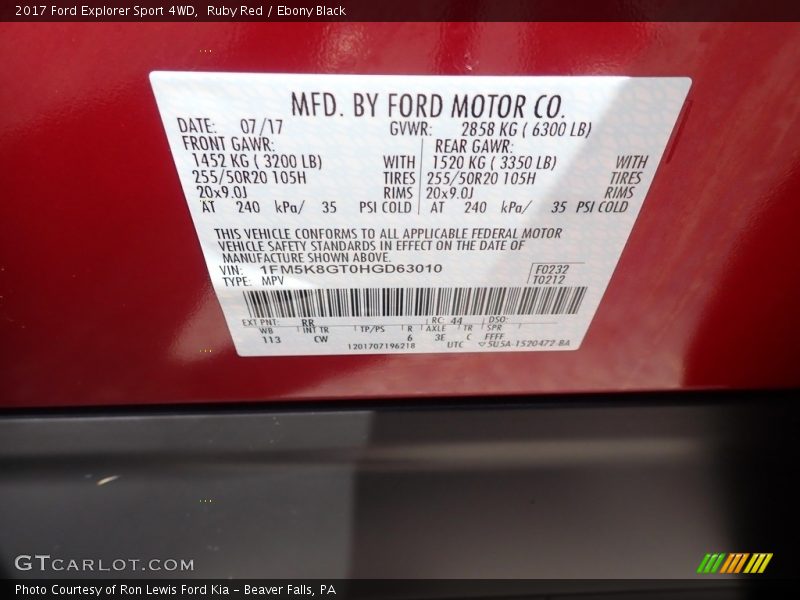 2017 Ford Explorer Sport 4WD, Ruby Red / Ebony Black
MFD. BY FORD MOTOR CO.
DATE: 07/17 GVWR: 2858 KG ( 6300 LB)
FRONT GAWR: REAR GAWR:
1452 KG ( 3200 LB) WITH 1520 KG ( 3350 LB) WITH
255/50R20 105H TIRES 255/50R20 105H TIRES
20x9.0J RIMS 20x9.0J RIMS
AT 240 kPa/ 35 PSI COLD AT 240 kPa/ 35 PSI COLD
THIS VEHICLE CONFORMS TO ALL APPLICABLE FEDERAL MOTOR
VEHICLE SAFETY STANDARDS IN EFFECT ON THE DATE OF
MANUFACTURE SHOWN ABOVE.
VIN: 1FM5K8GT0HGD63010 F0232
TYPE: MPV T0212
EXT PNT: RR RC: 44 DSO:
WB INT TR TP/PS R AXLE TR SPR
113 CW 6 3E C FFFF
1201707196218 UTC ▽5U5A-1520472-BA
GTCARLOT.COM
Photo Courtesy of Ron Lewis Ford Kia – Beaver Falls, PA